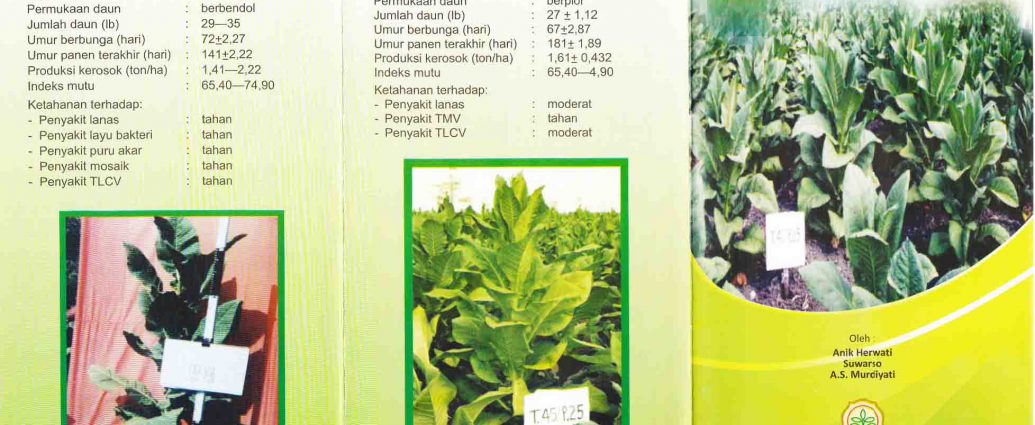 Permukaan daun : berbendol
Jumlah daun (lb) : 29—35
Umur berbunga (hari) : 72±2,27
Umur panen terakhir (hari) : 141±2,22
Produksi kerosok (ton/ha) : 1,41—2,22
Indeks mutu : 65,40—74,90
Ketahanan terhadap:
- Penyakit lanas : tahan
- Penyakit layu bakteri : tahan
- Penyakit puru akar : tahan
- Penyakit mosaik : tahan
- Penyakit TLCV : tahan
Permukaan daun :
Jumlah daun (lb) : 27 ± 1,12
Umur berbunga (hari) : 67±2,87
Umur panen terakhir (hari) : 181± 1,89
Produksi kerosok (ton/ha) : 1,61± 0,432
Indeks mutu : 65,40—4,90
Ketahanan terhadap:
- Penyakit lanas : moderat
- Penyakit TMV : tahan
- Penyakit TLCV : moderat
T.45/P.25
Oleh :
Anik Herwati
Suwarso
A.S. Murdiyati